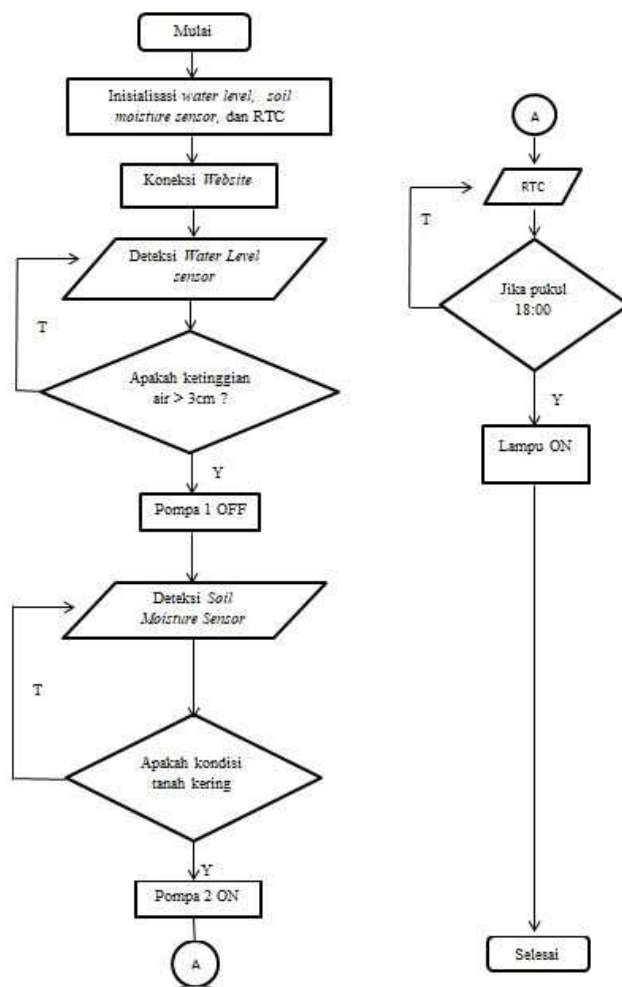 Mulai
Inisialisasi water level, soil
moisture sensor, dan RTC
Koneksi Website
Deteksi Water Level
sensor
T
Apakah ketinggian
air > 3cm ?
Y
Pompa 1 OFF
Deteksi Soil
Moisture Sensor
T
Apakah kondisi
tanah kering
Y
Pompa 2 ON
A
A
RTC
T
Jika pukul
18:00
Y
Lampu ON
Selesai